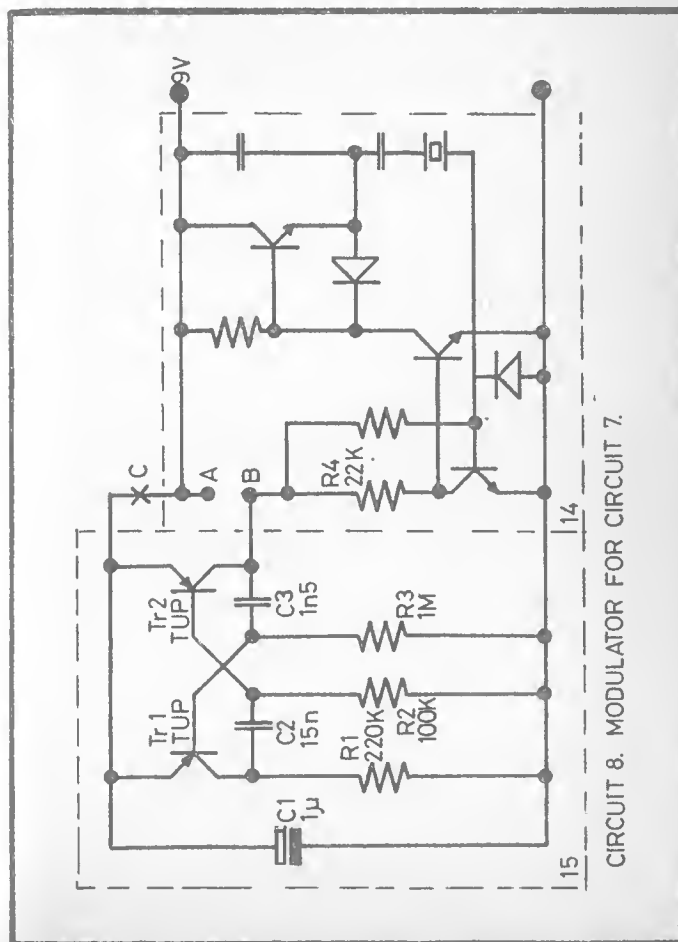 9V
C
A
B
Tr1
TUP
Tr2
TUP
C1
1μ
C2
15n
C3
1n5
R1
220K
R2
100K
R3
1M
R4
22K
15
14
CIRCUIT 8. MODULATOR FOR CIRCUIT 7.